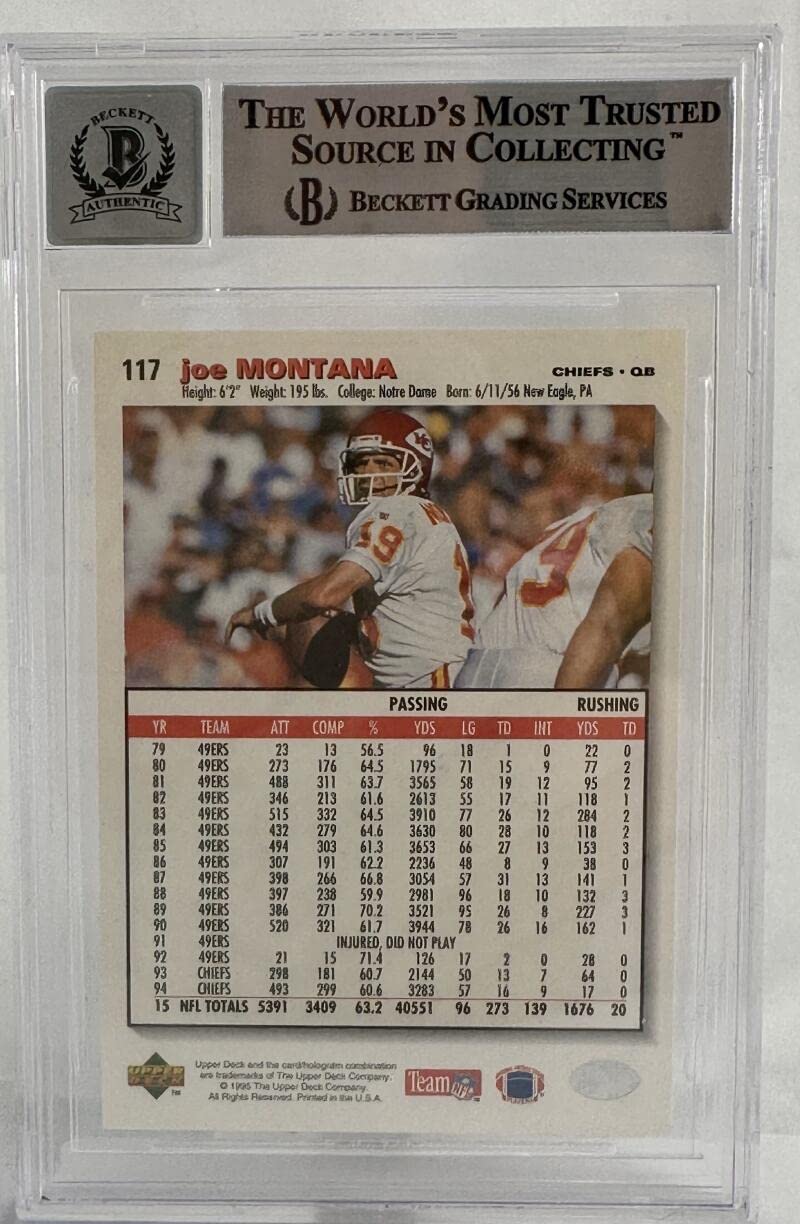 BECKETT
B
AUTHENTIC
THE WORLD'S MOST TRUSTED
SOURCE IN COLLECTING™
(B) BECKETT GRADING SERVICES
117 joe MONTANA CHIEFS • QB
Height: 6'2" Weight: 195 lbs. College: Notre Dame Born: 6/11/56 New Eagle, PA
KC
19
PASSING RUSHING
YR TEAM ATT COMP % YDS LG TD INT YDS TD
79 49ERS 23 13 56.5 96 18 1 0 22 0
80 49ERS 273 176 64.5 1795 71 15 9 77 2
81 49ERS 488 311 63.7 3565 58 19 12 95 2
82 49ERS 346 213 61.6 2613 55 17 11 118 1
83 49ERS 515 332 64.5 3910 77 26 12 284 2
84 49ERS 432 279 64.6 3630 80 28 10 118 2
85 49ERS 494 303 61.3 3653 66 27 13 153 3
86 49ERS 307 191 62.2 2236 48 8 9 38 0
87 49ERS 398 266 66.8 3054 57 31 13 141 1
88 49ERS 397 238 59.9 2981 96 18 10 132 3
89 49ERS 386 271 70.2 3521 95 26 8 227 3
90 49ERS 520 321 61.7 3944 78 26 16 162 1
91 49ERS INJURED, DID NOT PLAY
92 49ERS 21 15 71.4 126 17 2 0 28 0
93 CHIEFS 298 181 60.7 2144 50 13 7 64 0
94 CHIEFS 493 299 60.6 3283 57 16 9 17 0
15 NFL TOTALS 5391 3409 63.2 40551 96 273 139 1676 20
UPPER DECK
Upper Deck and the card/hologram combination
are trademarks of The Upper Deck Company.
© 1995 The Upper Deck Company.
All Rights Reserved. Printed in the U.S.A.
Team NFL
PLAYERS